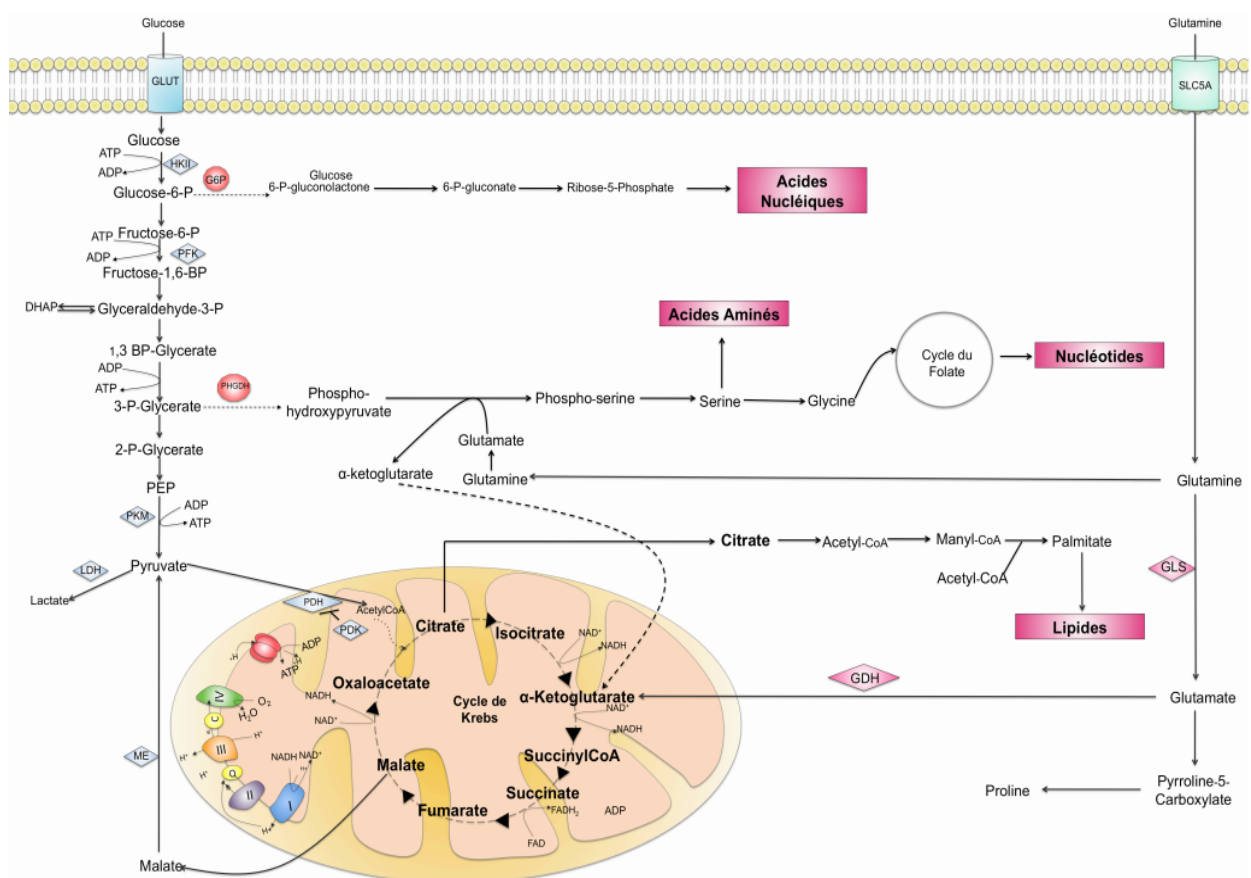 Glucose
Glutamine
GLUT
SLC5A
Glucose
ATP
HKII
ADP
G6P
Glucose-6-P
Glucose
6-P-gluconolactone
6-P-gluconate
Ribose-5-Phosphate
Acides
Nucléiques
Fructose-6-P
ATP
PFK
ADP
Fructose-1,6-BP
DHAP
Glyceraldehyde-3-P
Acides Aminés
1,3 BP-Glycerate
ADP
ATP
PHGDH
3-P-Glycerate
Phospho-
hydroxypyruvate
Phospho-serine
Serine
Glycine
Cycle du
Folate
Nucléotides
2-P-Glycerate
Glutamate
α-ketoglutarate
Glutamine
Glutamine
PEP
PKM
ADP
ATP
Citrate
Acetyl-CoA
Manyl-CoA
Palmitate
Acetyl-CoA
GLS
LDH
Pyruvate
Lactate
PDH
AcetylCoA
PDK
Lipides
Citrate
Isocitrate
NAD⁺
NADH
ADP
ATP
H
H
Oxaloacetate
NADH
NAD⁺
Cycle de
Krebs
α-Ketoglutarate
NAD⁺
NADH
GDH
Glutamate
IV
O₂
H₂O
C
III
H⁺
H⁺
H⁺
Q
II
I
NADH
NAD⁺
H⁺
H⁺
ME
Malate
SuccinylCoA
Succinate
FADH₂
ADP
Fumarate
FAD
Proline
Pyrroline-5-
Carboxylate
Malate